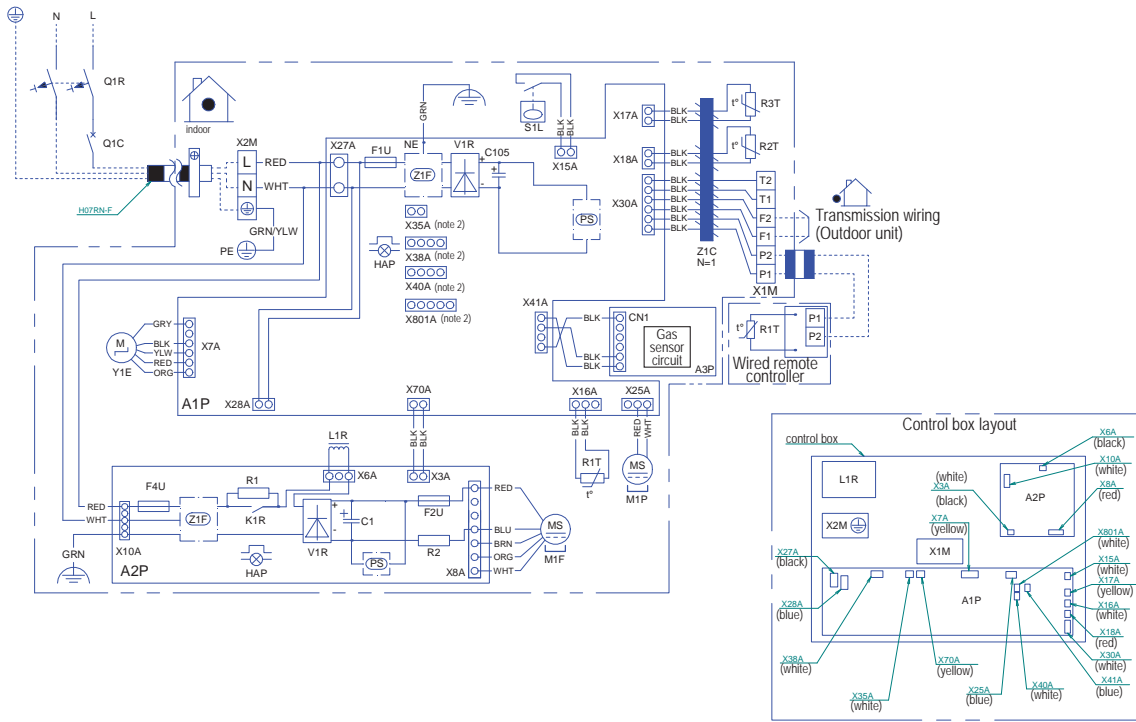 N
L
Q1R
Q1C
H07RN-F
indoor
X2M
L
N
RED
WHT
GRN/YLW
PE
X27A
F1U
NE
GRN
Z1F
V1R
C105
+
-
PS
S1L
BLK
BLK
X15A
X35A (note 2)
X38A (note 2)
X40A (note 2)
X801A (note 2)
HAP
X17A
BLK
BLK
t° R3T
X18A
BLK
BLK
t° R2T
X30A
BLK
BLK
BLK
BLK
BLK
BLK
Z1C
N=1
T2
T1
F2
F1
P2
P1
X1M
Transmission wiring
(Outdoor unit)
t° R1T
P1
P2
Wired remote
controller
X41A
BLK
BLK
BLK
CN1
Gas
sensor
circuit
A3P
M
Y1E
GRY
BLK
YLW
RED
ORG
X7A
A1P
X28A
X70A
BLK
BLK
X16A
BLK
BLK
R1T
t°
X25A
RED
WHT
MS
M1P
RED
WHT
GRN
X10A
F4U
Z1F
R1
K1R
L1R
X6A
X3A
V1R
+
-
+
C1
PS
F2U
R2
HAP
A2P
X8A
RED
BLU
BRN
ORG
WHT
MS
M1F
Control box layout
control box
L1R
X2M
X1M
A2P
A1P
X6A
(black)
X10A
(white)
(white)
X3A
(black)
X8A
(red)
X7A
(yellow)
X801A
(white)
X27A
(black)
X15A
(white)
X17A
(yellow)
X28A
(blue)
X16A
(white)
X18A
(red)
X38A
(white)
X70A
(yellow)
X30A
(white)
X35A
(white)
X25A
(blue)
X40A
(white)
X41A
(blue)